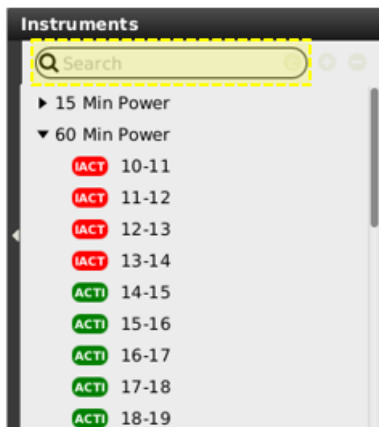 Instruments
Search
15 Min Power
60 Min Power
IACT 10-11
IACT 11-12
IACT 12-13
IACT 13-14
ACTI 14-15
ACTI 15-16
ACTI 16-17
ACTI 17-18
ACTI 18-19